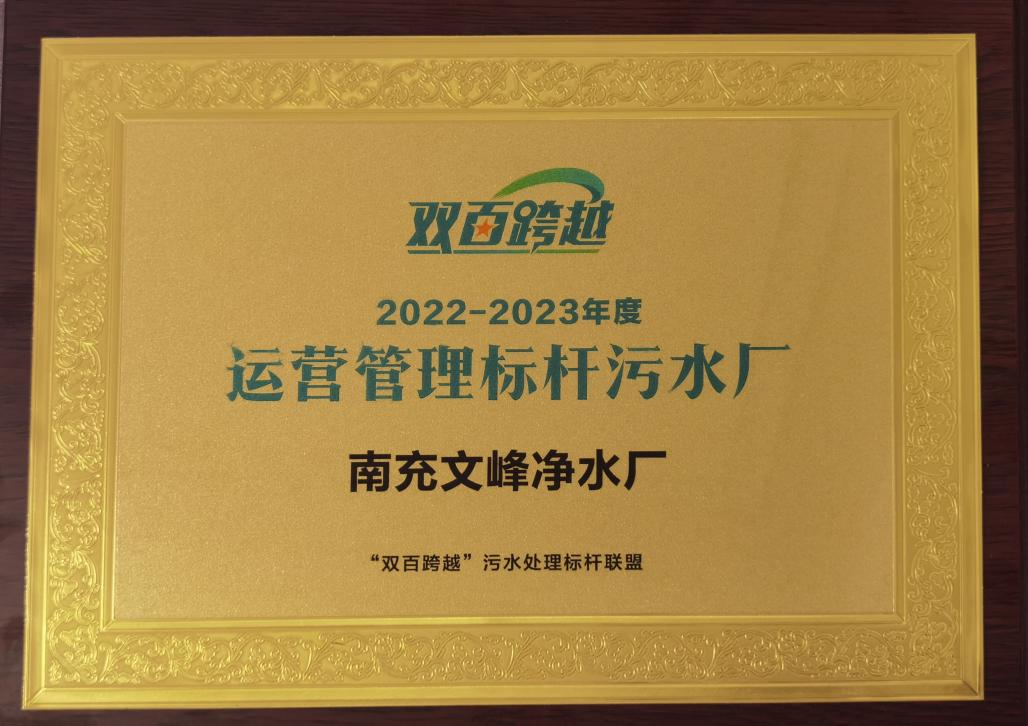 双百跨越
2022-2023年度
运营管理标杆污水厂
南充文峰净水厂
“双百跨越”污水处理标杆联盟